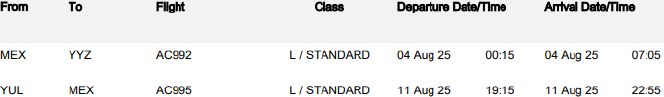 From To Flight Class Departure Date/Time Arrival Date/Time
MEX YYZ AC992 L / STANDARD 04 Aug 25 00:15 04 Aug 25 07:05
YUL MEX AC995 L / STANDARD 11 Aug 25 19:15 11 Aug 25 22:55